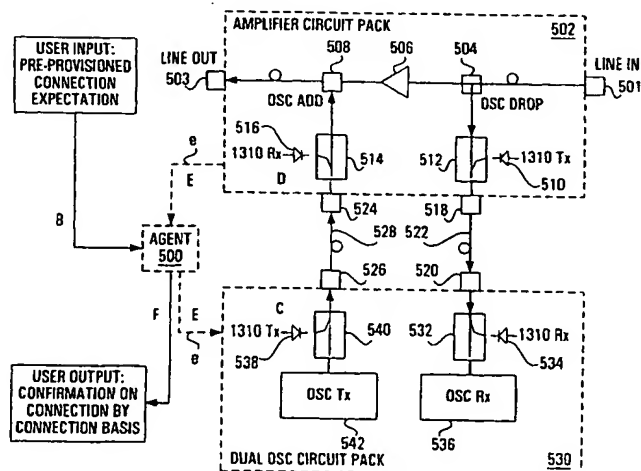 AMPLIFIER CIRCUIT PACK
502
USER INPUT:
PRE-PROVISIONED
CONNECTION
EXPECTATION
LINE OUT
503
508
506
504
LINE IN
501
OSC ADD
OSC DROP
516
1310 Rx
514
512
1310 Tx
510
e
E
D
524
518
B
528
522
AGENT
500
526
520
F
E
e
C
1310 Tx
538
540
532
1310 Rx
534
USER OUTPUT:
CONFIRMATION ON
CONNECTION BY
CONNECTION BASIS
OSC Tx
542
OSC Rx
536
DUAL OSC CIRCUIT PACK
530